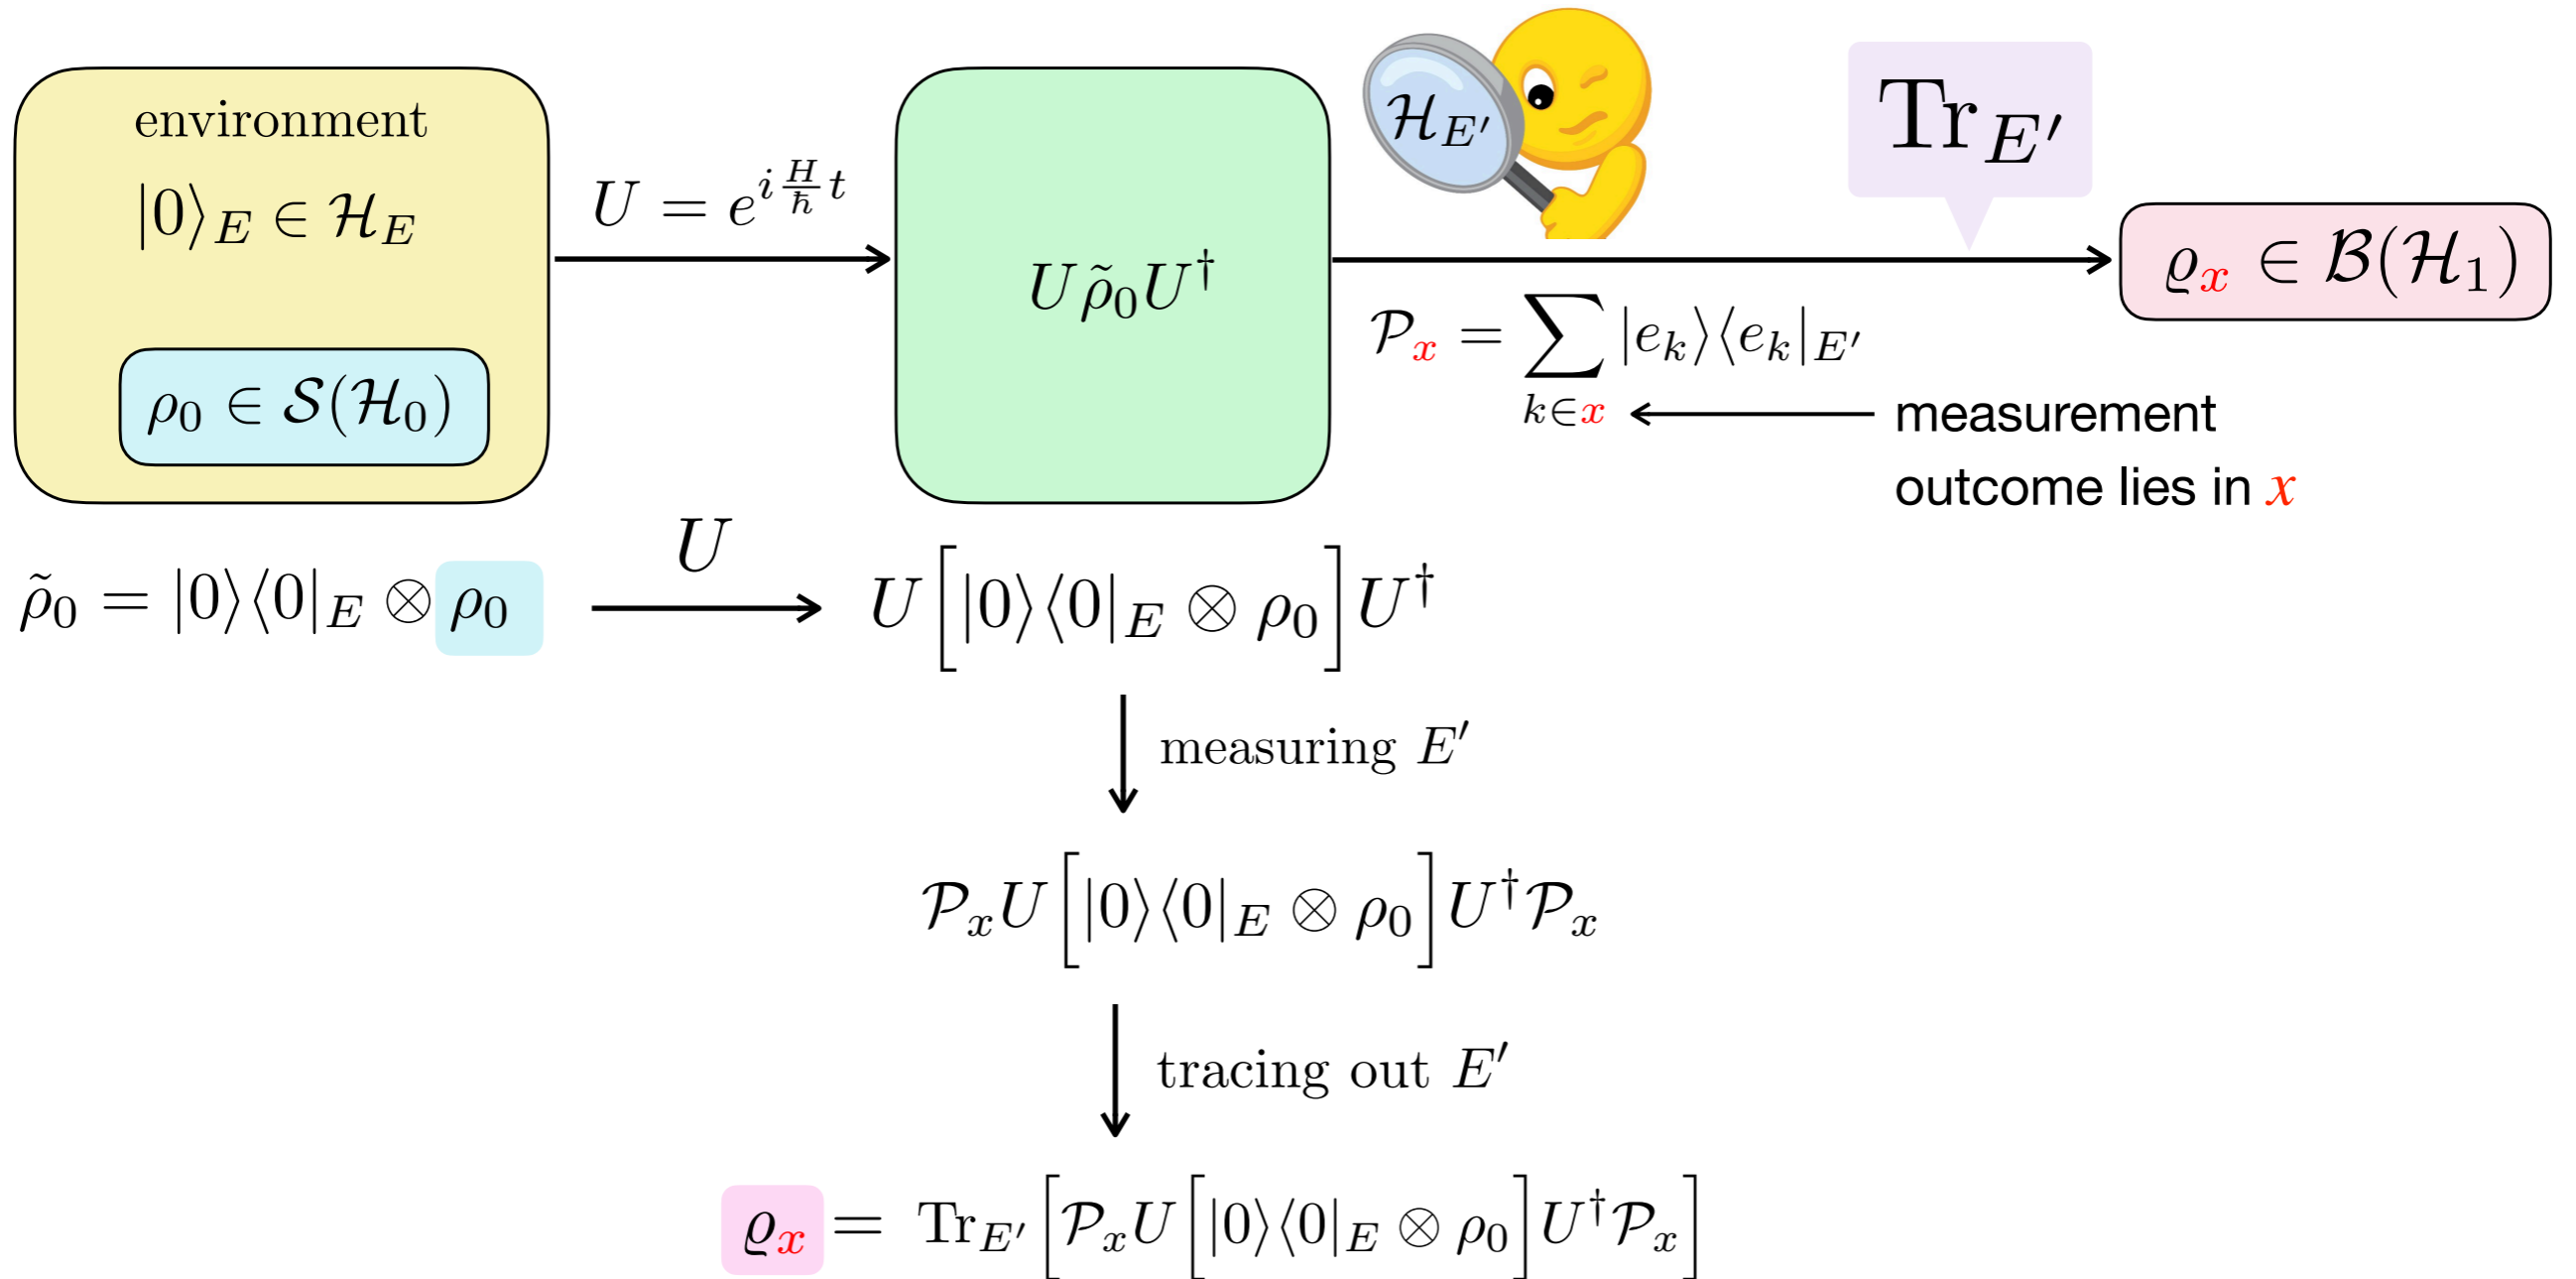 environment
|0⟩_E ∈ ℋ_E
ρ_0 ∈ 𝒮(ℋ_0)
U = e^{i\frac{H}{ħ}t}
Uρ̃_0U^†
ℋ_{E′}
Tr_{E′}
𝒫_x = ∑_{k∈x} |e_k⟩⟨e_k|_{E′}
ϱ_x ∈ ℬ(ℋ_1)
measurement
outcome lies in x
ρ̃_0 = |0⟩⟨0|_E ⊗ ρ_0
U
U[|0⟩⟨0|_E ⊗ ρ_0]U^†
measuring E′
𝒫_xU[|0⟩⟨0|_E ⊗ ρ_0]U^†𝒫_x
tracing out E′
ϱ_x = Tr_{E′}[𝒫_xU[|0⟩⟨0|_E ⊗ ρ_0]U^†𝒫_x]